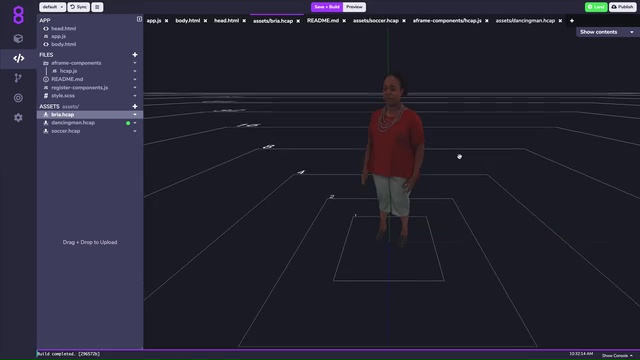 default
Sync
Save + Build
Preview
Land
Publish
APP
head.html
app.js
body.html
FILES
aframe-components
hcap.js
README.md
register-components.js
style.scss
ASSETS assets/
bria.hcap
dancingman.hcap
soccer.hcap
Drag + Drop to Upload
app.js
body.html
head.html
assets/bria.hcap
README.md
assets/soccer.hcap
aframe-components/hcap.js
assets/dancingman.hcap
Show contents
8
4
2
1
Build completed. [296572b]
10:32:14 AM
Show Console